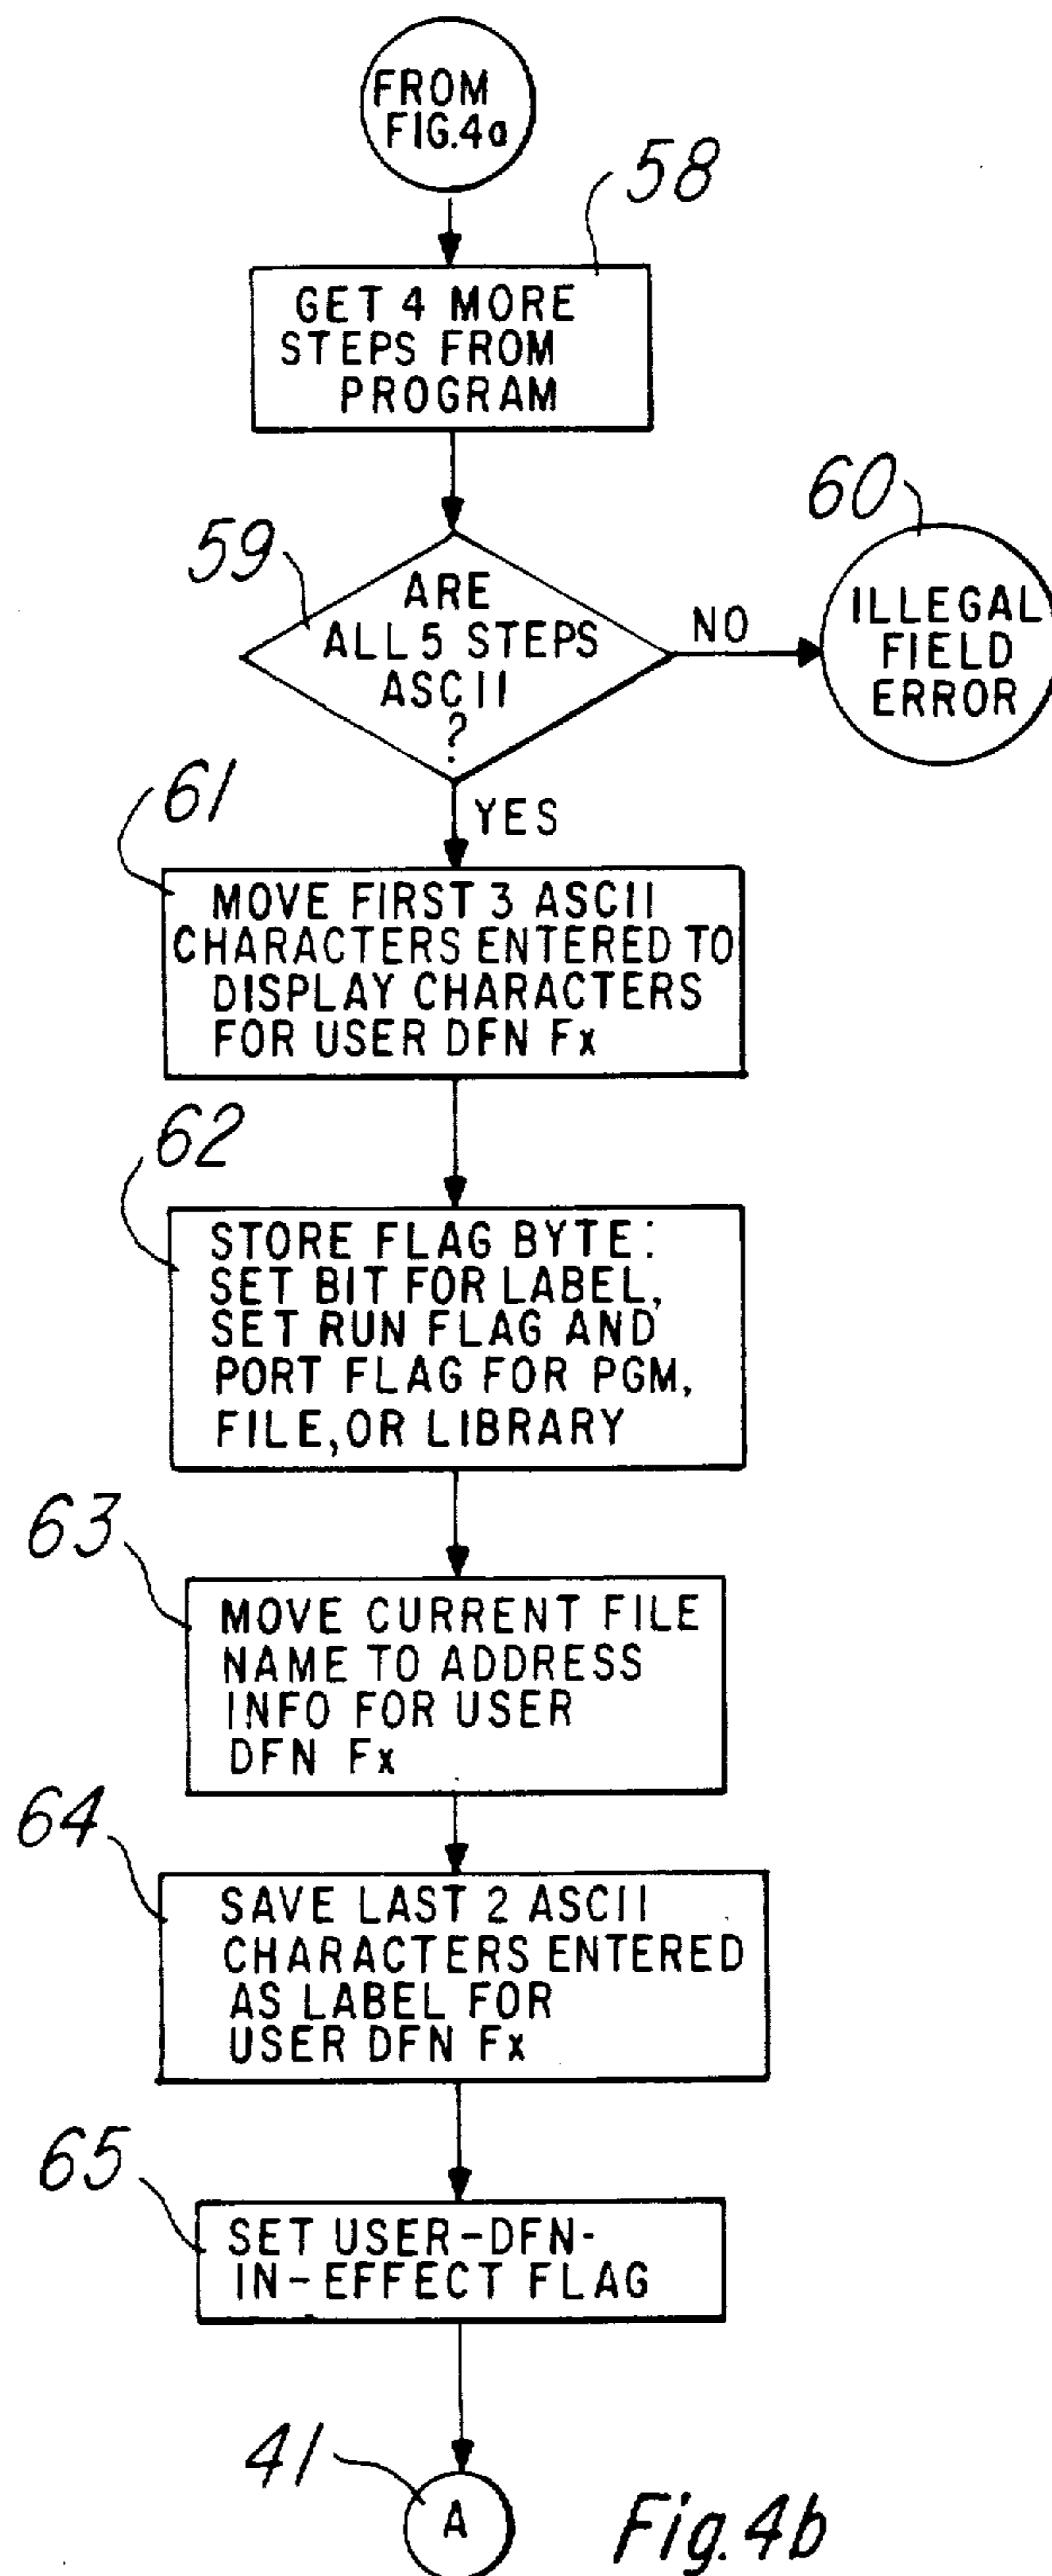 FROM
FIG.4a
58
GET 4 MORE
STEPS FROM
PROGRAM
59
ARE
ALL 5 STEPS
ASCII
?
NO
60
ILLEGAL
FIELD
ERROR
YES
61
MOVE FIRST 3 ASCII
CHARACTERS ENTERED TO
DISPLAY CHARACTERS
FOR USER DFN Fx
62
STORE FLAG BYTE:
SET BIT FOR LABEL,
SET RUN FLAG AND
PORT FLAG FOR PGM,
FILE, OR LIBRARY
63
MOVE CURRENT FILE
NAME TO ADDRESS
INFO FOR USER
DFN Fx
64
SAVE LAST 2 ASCII
CHARACTERS ENTERED
AS LABEL FOR
USER DFN Fx
65
SET USER-DFN-
IN-EFFECT FLAG
41
A
Fig. 4b